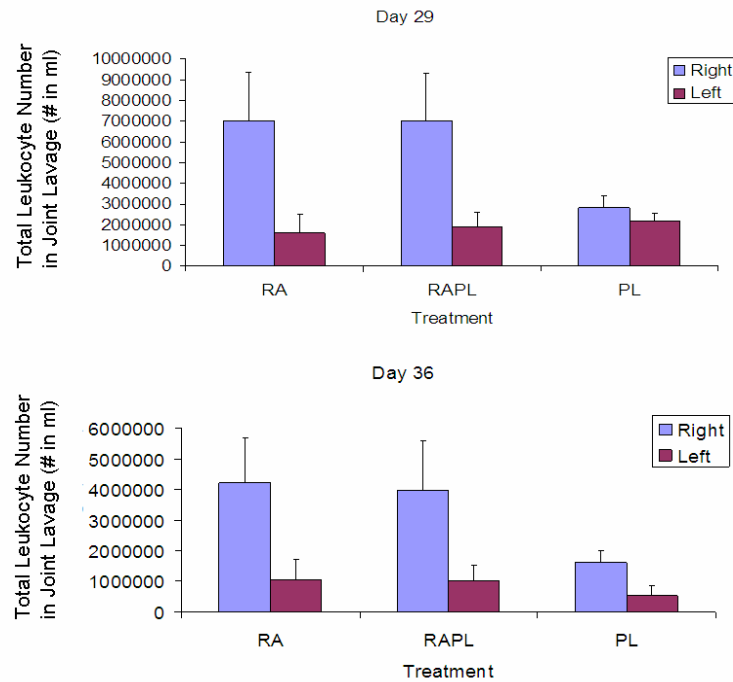 Day 29
Total Leukocyte Number
in Joint Lavage (# in ml)
10000000
9000000
8000000
7000000
6000000
5000000
4000000
3000000
2000000
1000000
0
Right
Left
RA RAPL PL
Treatment
Day 36
Total Leukocyte Number
in Joint Lavage (# in ml)
6000000
5000000
4000000
3000000
2000000
1000000
0
Right
Left
RA RAPL PL
Treatment